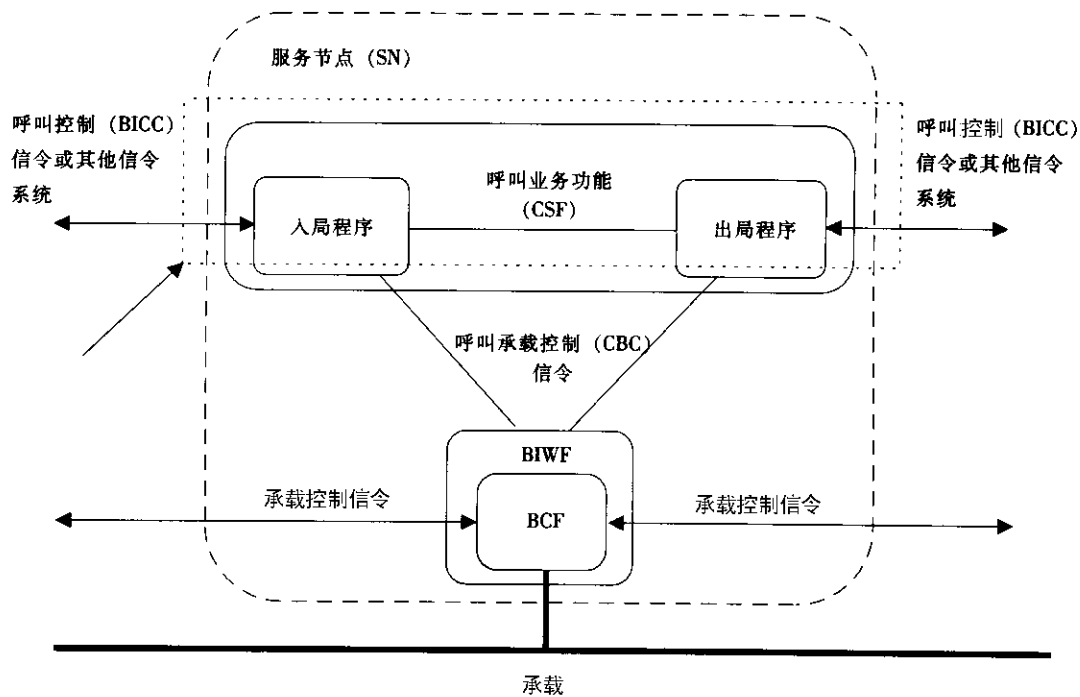 服务节点 (SN)
呼叫控制 (BICC)
信令或其他信令
系统
呼叫控制 (BICC)
信令或其他信令
系统
呼叫业务功能
(CSF)
入局程序
出局程序
呼叫承载控制 (CBC)
信令
BIWF
承载控制信令
BCF
承载控制信令
承载